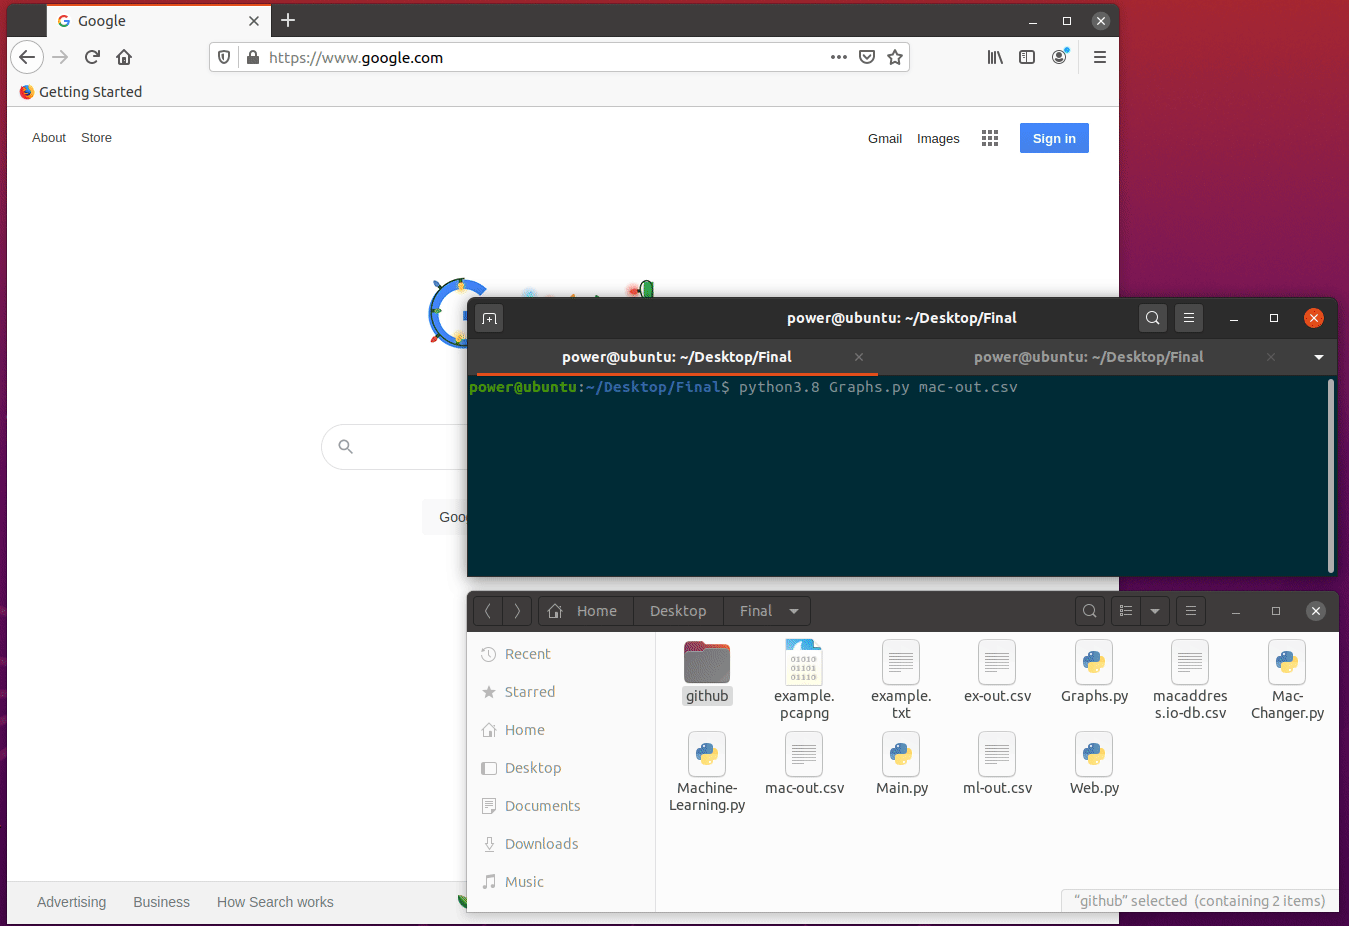 Google
https://www.google.com
Getting Started
About Store
Gmail Images Sign in
power@ubuntu: ~/Desktop/Final
power@ubuntu: ~/Desktop/Final power@ubuntu: ~/Desktop/Final
power@ubuntu:~/Desktop/Final$ python3.8 Graphs.py mac-out.csv
Home Desktop Final
Recent
Starred
Home
Desktop
Documents
Downloads
Music
github
example.
pcapng
example.
txt
ex-out.csv
Graphs.py
macaddres
s.io-db.csv
Mac-
Changer.py
Machine-
Learning.py
mac-out.csv
Main.py
ml-out.csv
Web.py
01010
01101
01110
"github" selected (containing 2 items)
Advertising Business How Search works